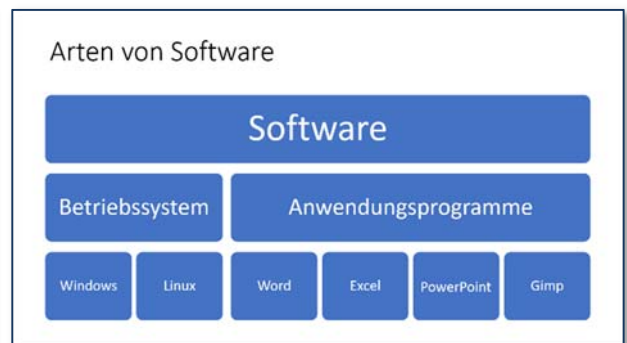 Arten von Software
Software
Betriebssystem Anwendungsprogramme
Windows Linux Word Excel PowerPoint Gimp